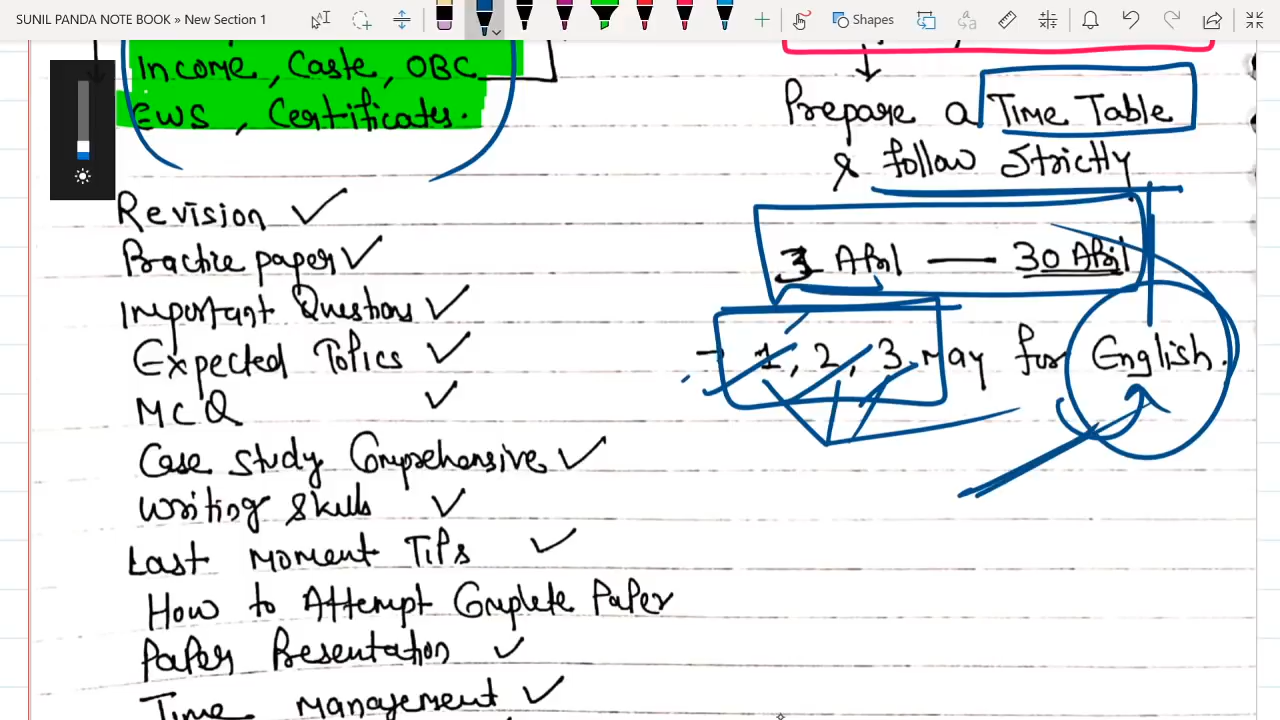 SUNIL PANDA NOTE BOOK » New Section 1
Shapes
Income, Caste, OBC
EWS, Certificates.
Revision ✓
Practice paper ✓
Important Questions ✓
Expected Topics ✓
MCQ ✓
Case Study Comprehensive ✓
Writing Skills ✓
Last Moment Tips ✓
How to Attempt Complete Paper
Paper Presentation ✓
Time Management ✓
Prepare a Time Table
& follow Strictly
April — 30 April
→ 1, 2, 3 May for English.